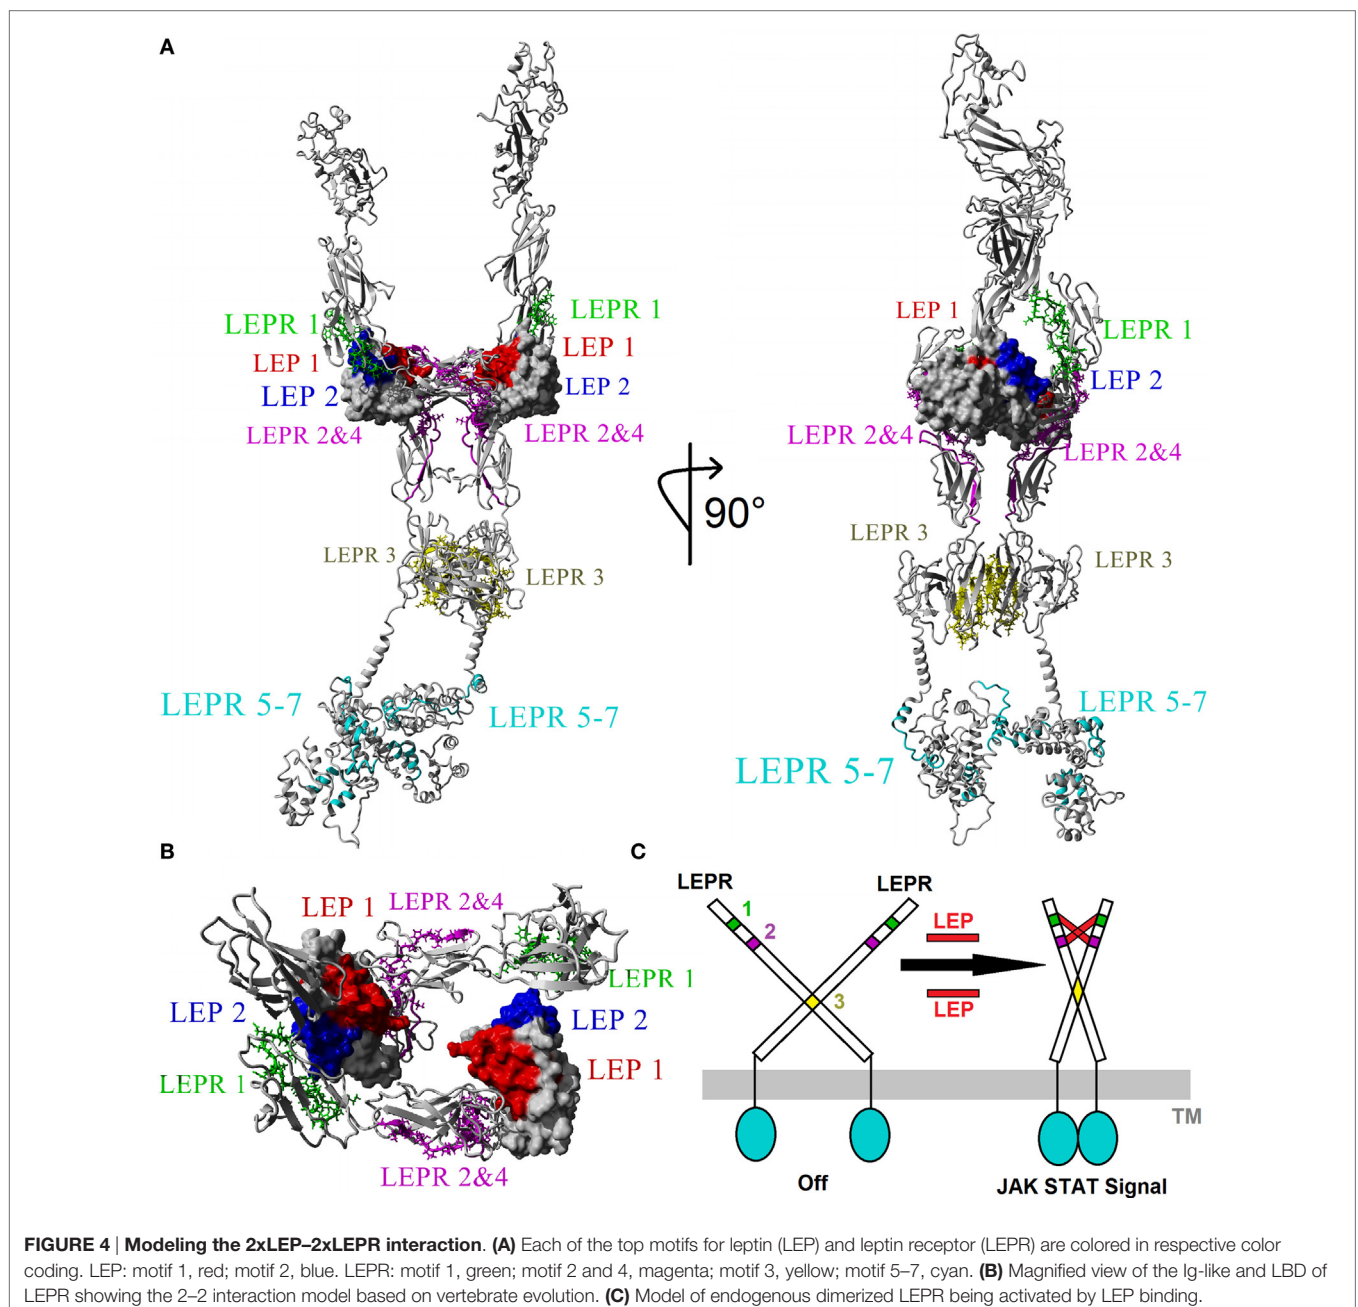 A
LEPR 1
LEPR 1
LEP 1
LEP 1
LEP 2
LEP 2
LEPR 2&4
LEPR 2&4
LEPR 3
LEPR 3
LEPR 5-7
LEPR 5-7
90°
LEP 1
LEPR 1
LEP 2
LEPR 2&4
LEPR 2&4
LEPR 3
LEPR 3
LEPR 5-7
LEPR 5-7
B
LEP 1
LEPR 2&4
LEPR 1
LEP 2
LEP 2
LEPR 1
LEP 1
LEPR 2&4
C
LEPR
LEPR
1
2
3
LEP
LEP
TM
Off
JAK STAT Signal
FIGURE 4 | Modeling the 2xLEP–2xLEPR interaction. (A) Each of the top motifs for leptin (LEP) and leptin receptor (LEPR) are colored in respective color
coding. LEP: motif 1, red; motif 2, blue. LEPR: motif 1, green; motif 2 and 4, magenta; motif 3, yellow; motif 5–7, cyan. (B) Magnified view of the Ig-like and LBD of
LEPR showing the 2–2 interaction model based on vertebrate evolution. (C) Model of endogenous dimerized LEPR being activated by LEP binding.